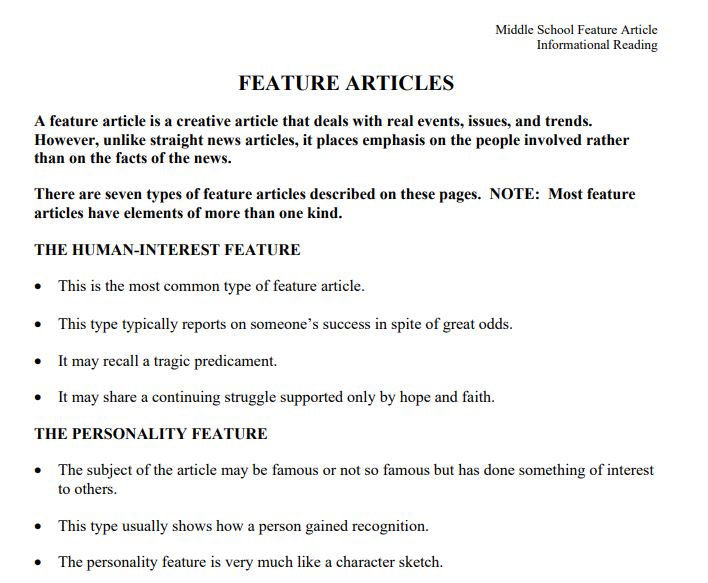 Middle School Feature Article
Informational Reading
FEATURE ARTICLES
A feature article is a creative article that deals with real events, issues, and trends.
However, unlike straight news articles, it places emphasis on the people involved rather
than on the facts of the news.
There are seven types of feature articles described on these pages.  NOTE:  Most feature
articles have elements of more than one kind.
THE HUMAN-INTEREST FEATURE
• This is the most common type of feature article.
• This type typically reports on someone’s success in spite of great odds.
• It may recall a tragic predicament.
• It may share a continuing struggle supported only by hope and faith.
THE PERSONALITY FEATURE
• The subject of the article may be famous or not so famous but has done something of interest
to others.
• This type usually shows how a person gained recognition.
• The personality feature is very much like a character sketch.